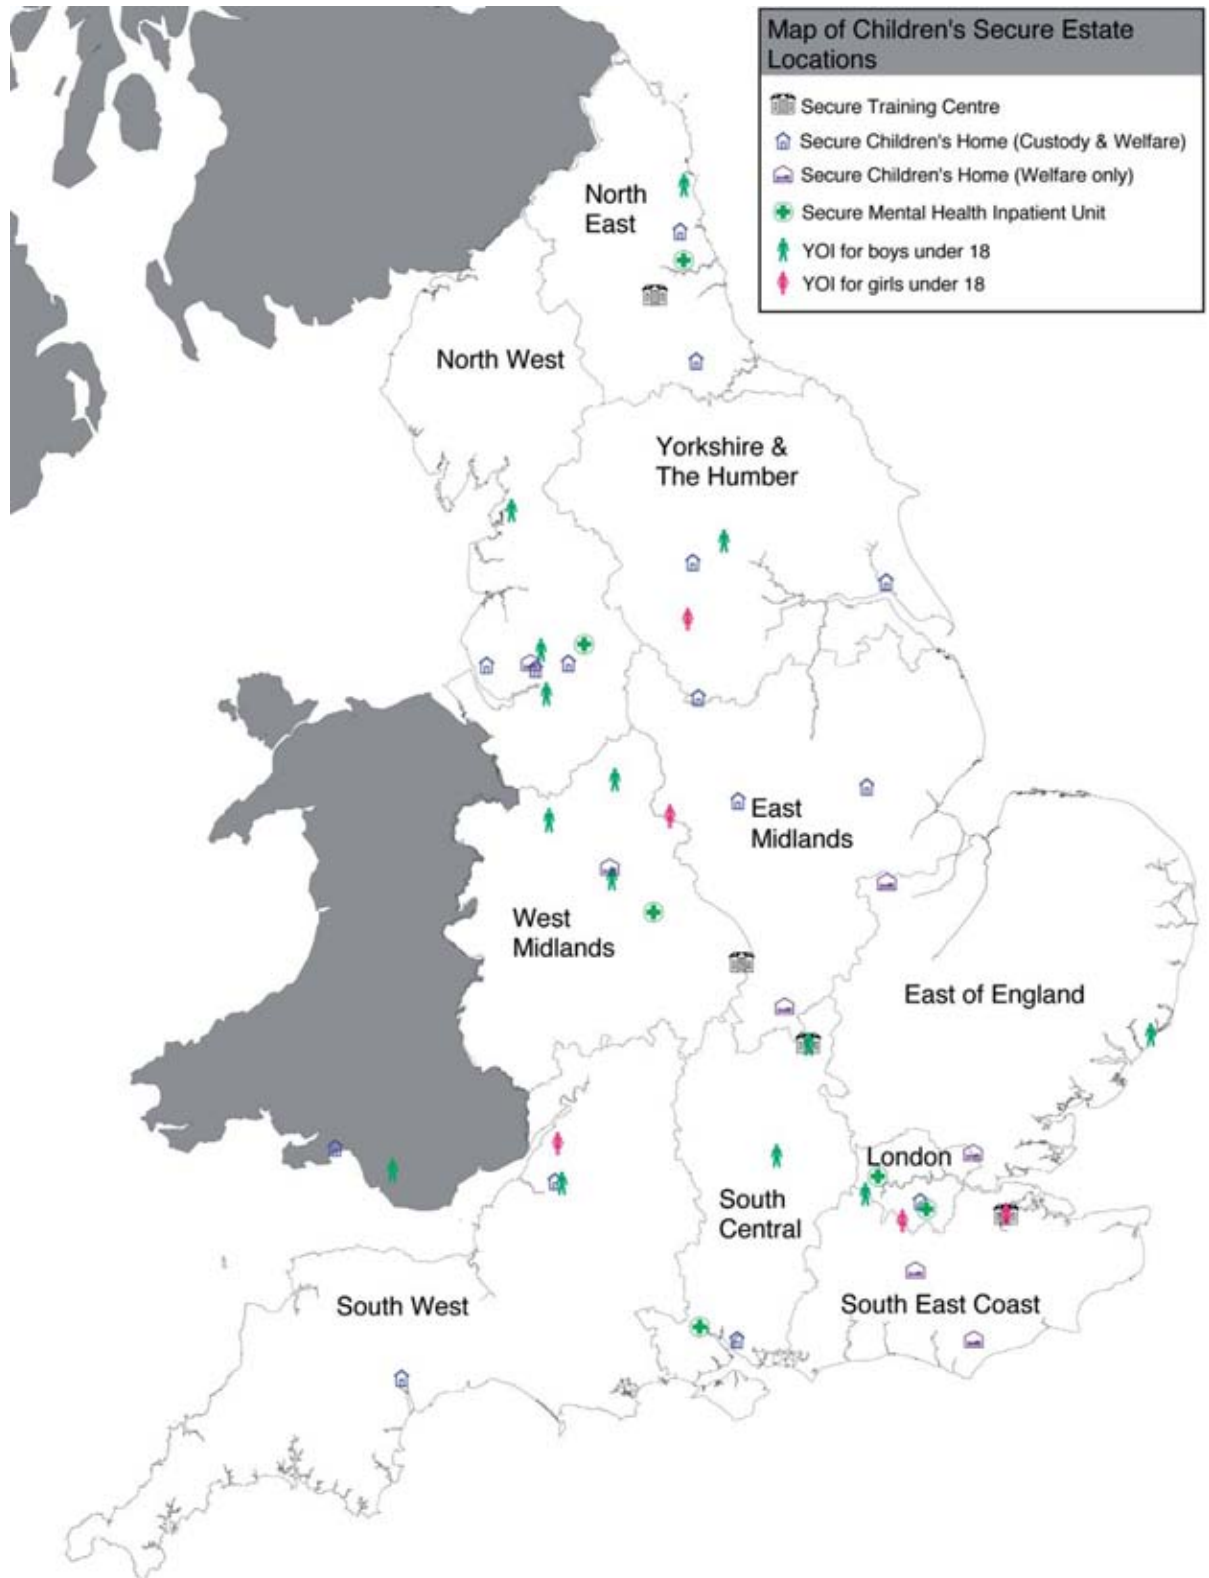 Map of Children's Secure Estate
Locations
Secure Training Centre
Secure Children's Home (Custody & Welfare)
Secure Children's Home (Welfare only)
Secure Mental Health Inpatient Unit
YOI for boys under 18
YOI for girls under 18
North
East
North West
Yorkshire &
The Humber
East
Midlands
West
Midlands
East of England
London
South
Central
South West
South East Coast